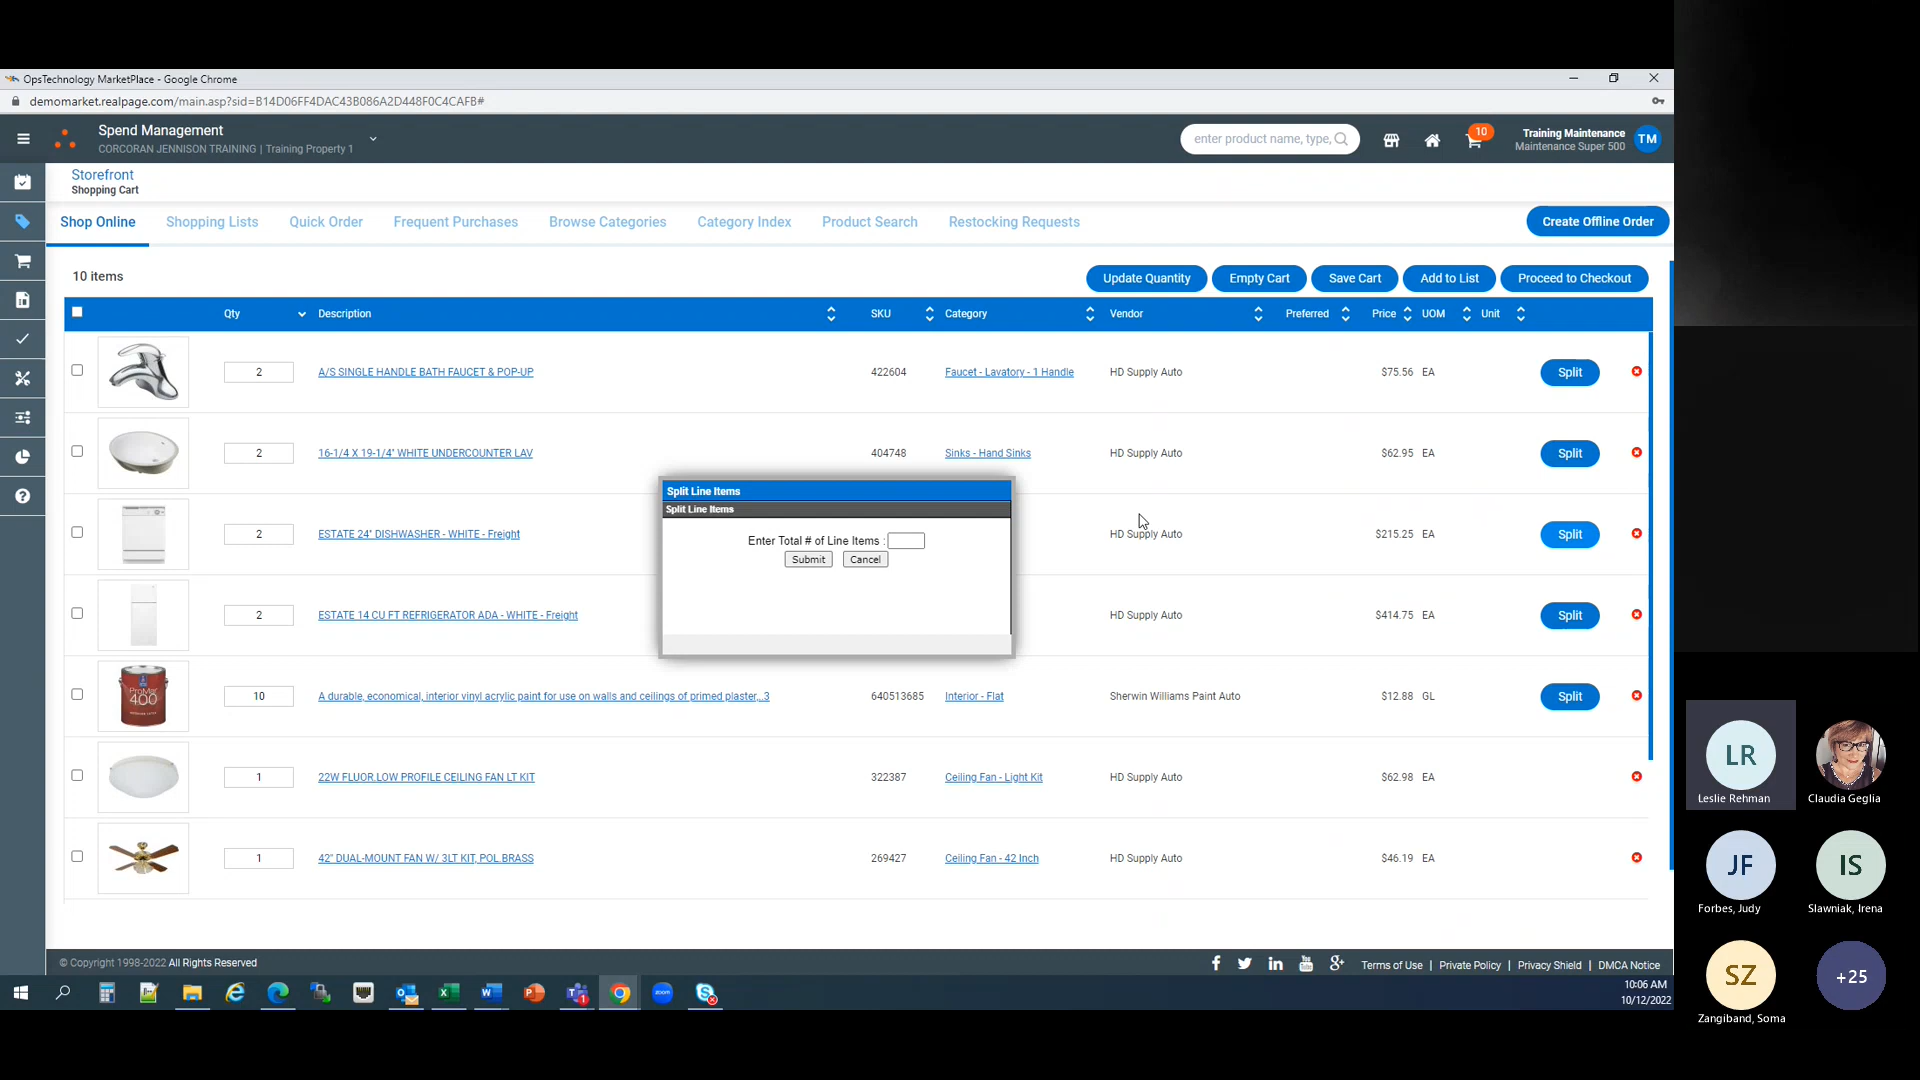 OpsTechnology MarketPlace - Google Chrome
demomarket.realpage.com/main.asp?sid=B14D06FF4DAC43B086A2D448F0C4CAFB#
Spend Management
CORCORAN JENNISON TRAINING | Training Property 1
enter product name, type,
10
Training Maintenance
Maintenance Super 500
TM
Storefront
Shopping Cart
Shop Online Shopping Lists Quick Order Frequent Purchases Browse Categories Category Index Product Search Restocking Requests Create Offline Order
10 items Update Quantity Empty Cart Save Cart Add to List Proceed to Checkout
Qty Description SKU Category Vendor Preferred Price UOM Unit
2 A/S SINGLE HANDLE BATH FAUCET & POP-UP 422604 Faucet - Lavatory - 1 Handle HD Supply Auto $75.56 EA Split
2 16-1/4 X 19-1/4" WHITE UNDERCOUNTER LAV 404748 Sinks - Hand Sinks HD Supply Auto $62.95 EA Split
Split Line Items
Split Line Items
2 ESTATE 24" DISHWASHER - WHITE - Freight HD Supply Auto $215.25 EA Split
Enter Total # of Line Items :
Submit Cancel
2 ESTATE 14 CU FT REFRIGERATOR ADA - WHITE - Freight HD Supply Auto $414.75 EA Split
ProMar
400
10 A durable, economical, interior vinyl acrylic paint for use on walls and ceilings of primed plaster,..3 640513685 Interior - Flat Sherwin Williams Paint Auto $12.88 GL Split
1 22W FLUOR.LOW PROFILE CEILING FAN LT KIT 322387 Ceiling Fan - Light Kit HD Supply Auto $62.98 EA
1 42" DUAL-MOUNT FAN W/ 3LT KIT, POL.BRASS 269427 Ceiling Fan - 42 Inch HD Supply Auto $46.19 EA
© Copyright 1998-2022 All Rights Reserved
Terms of Use | Private Policy | Privacy Shield | DMCA Notice
10:06 AM
10/12/2022
LR
Leslie Rehman
Claudia Geglia
JF
Forbes, Judy
IS
Slawniak, Irena
SZ
Zangiband, Soma
+25